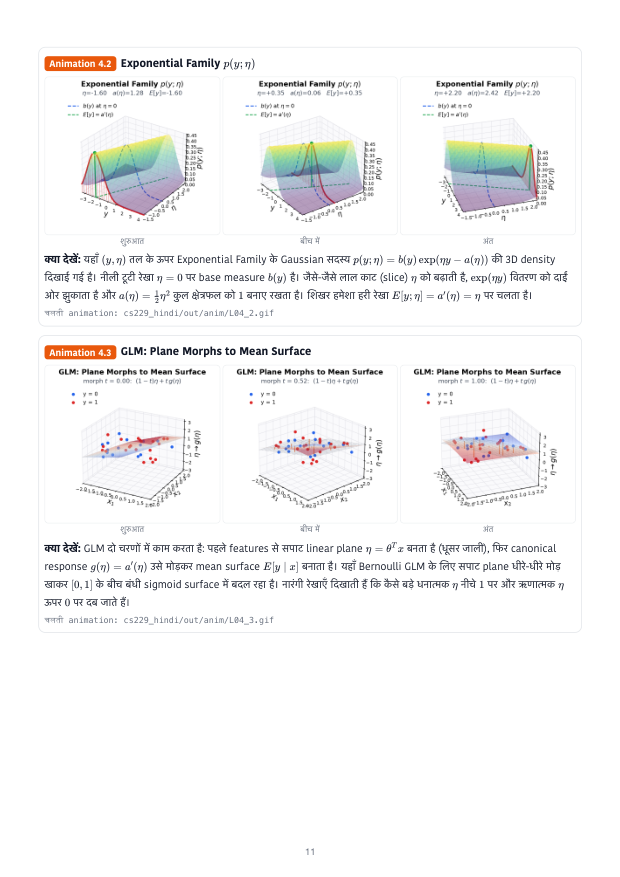 Animation 4.2 Exponential Family p(y; η)
Exponential Family p(y; η)
η=-1.60 a(η)=1.28 E[y]=-1.60
b(y) at η = 0
E[y] = a'(η)
Exponential Family p(y; η)
η=+0.35 a(η)=0.06 E[y]=+0.35
b(y) at η = 0
E[y] = a'(η)
Exponential Family p(y; η)
η=+2.20 a(η)=2.42 E[y]=+2.20
b(y) at η = 0
E[y] = a'(η)
शुरुआत
बीच में
अंत
क्या देखें: यहाँ (y, η) तल के ऊपर Exponential Family के Gaussian सदस्य p(y; η) = b(y) exp(ηy − a(η)) की 3D density
दिखाई गई है। नीली टूटी रेखा η = 0 पर base measure b(y) है। जैसे-जैसे लाल काट (slice) η को बढ़ाती है, exp(ηy) वितरण को दाईं
ओर झुकाता है और a(η) = ½η² कुल क्षेत्रफल को 1 बनाए रखता है। शिखर हमेशा हरी रेखा E[y; η] = a′(η) = η पर चलता है।
चलती animation: cs229_hindi/out/anim/L04_2.gif
Animation 4.3 GLM: Plane Morphs to Mean Surface
GLM: Plane Morphs to Mean Surface
morph t = 0.00: (1 − t)η + t g(η)
y = 0
y = 1
GLM: Plane Morphs to Mean Surface
morph t = 0.52: (1 − t)η + t g(η)
y = 0
y = 1
GLM: Plane Morphs to Mean Surface
morph t = 1.00: (1 − t)η + t g(η)
y = 0
y = 1
शुरुआत
बीच में
अंत
क्या देखें: GLM दो चरणों में काम करता है: पहले features से सपाट linear plane η = θᵀx बनता है (धूसर जाली), फिर canonical
response g(η) = a′(η) उसे मोड़कर mean surface E[y | x] बनाता है। यहाँ Bernoulli GLM के लिए सपाट plane धीरे-धीरे मोड़
खाकर [0, 1] के बीच बंधी sigmoid surface में बदल रहा है। नारंगी रेखाएँ दिखाती हैं कि कैसे बड़े धनात्मक η नीचे 1 पर और ऋणात्मक η
ऊपर 0 पर दब जाते हैं।
चलती animation: cs229_hindi/out/anim/L04_3.gif
11